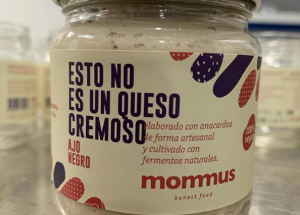 ESTO NO
ES UN QUESO
CREMOSO
AJO
NEGRO
elaborado con anacardos
de forma artesanal
y cultivado con
fermentos naturales.
mommus
honest food